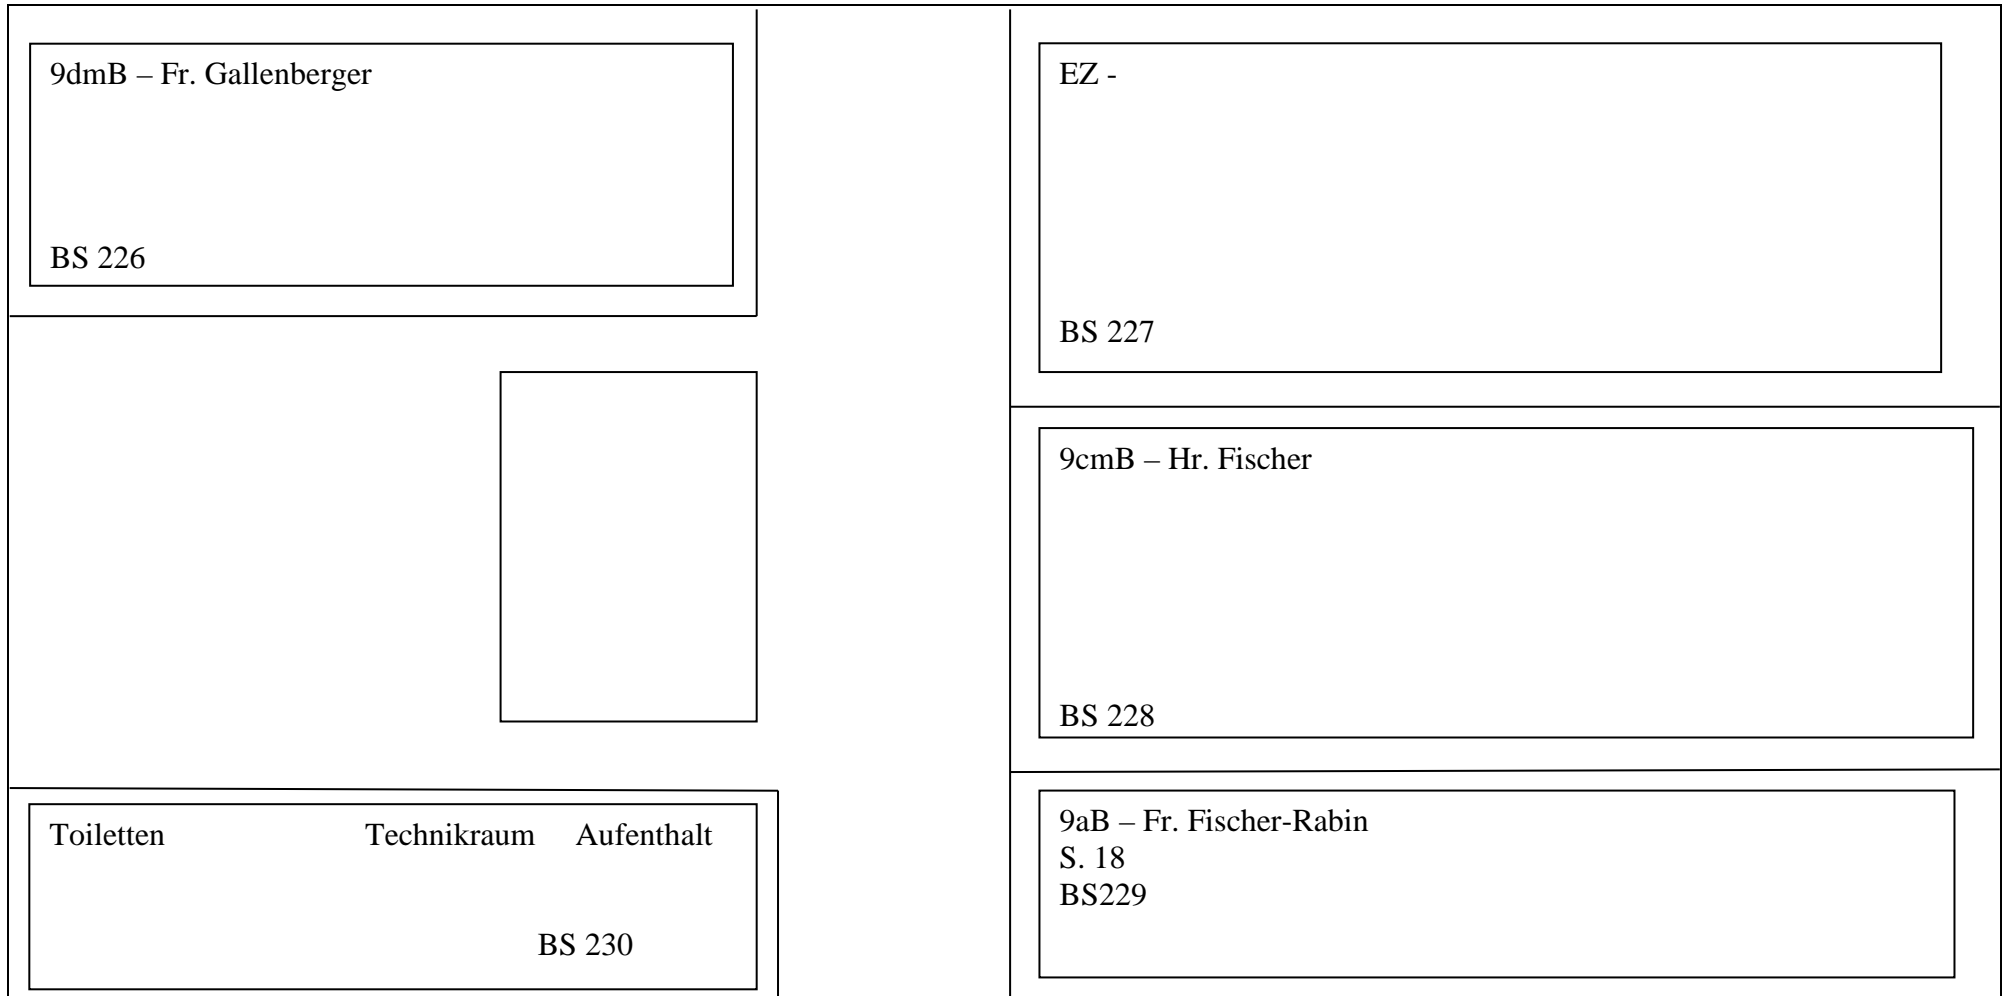 9dmB – Fr. Gallenberger
BS 226
EZ -
BS 227
9cmB – Hr. Fischer
BS 228
Toiletten Technikraum Aufenthalt
BS 230
9aB – Fr. Fischer-Rabin
S. 18
BS229